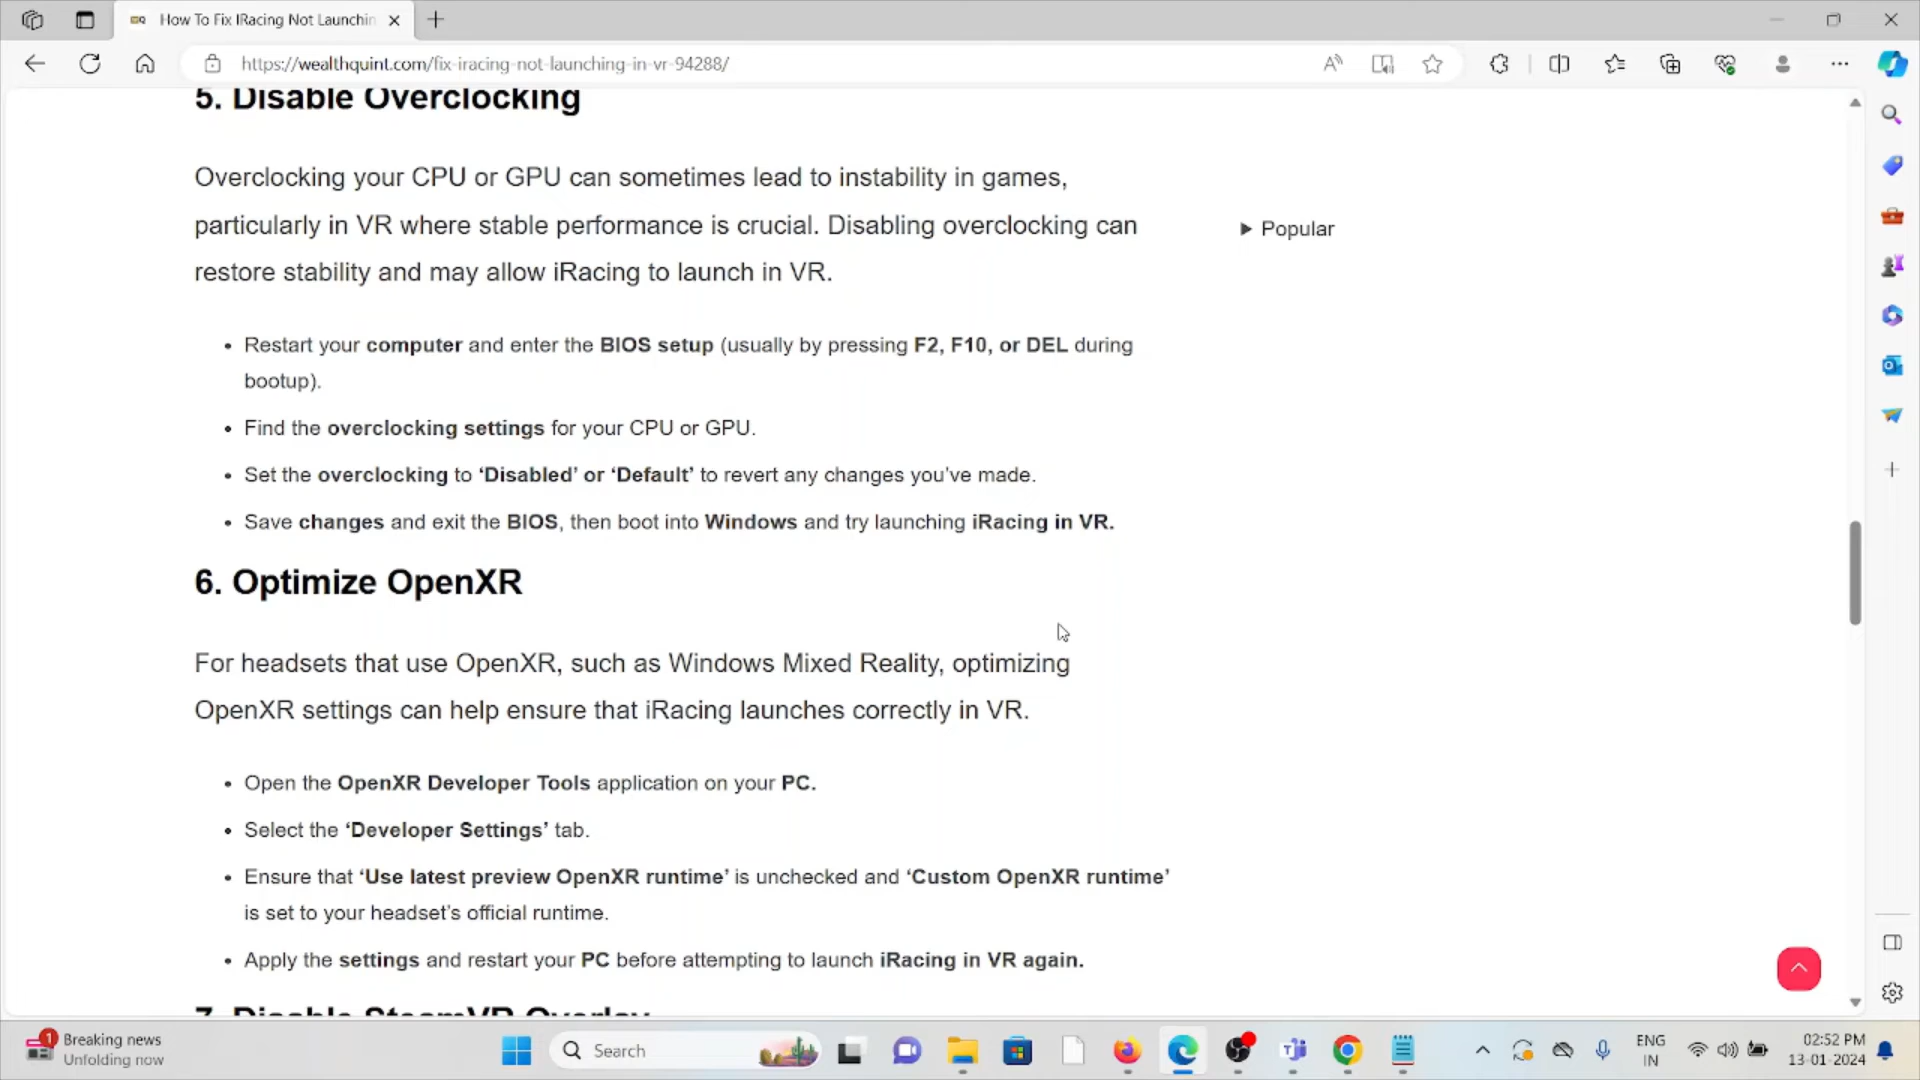 How To Fix IRacing Not Launchin
https://wealthquint.com/fix-iracing-not-launching-in-vr-94288/
5. Disable Overclocking
Overclocking your CPU or GPU can sometimes lead to instability in games,
particularly in VR where stable performance is crucial. Disabling overclocking can
restore stability and may allow iRacing to launch in VR.
Popular
• Restart your computer and enter the BIOS setup (usually by pressing F2, F10, or DEL during
bootup).
• Find the overclocking settings for your CPU or GPU.
• Set the overclocking to ‘Disabled’ or ‘Default’ to revert any changes you’ve made.
• Save changes and exit the BIOS, then boot into Windows and try launching iRacing in VR.
6. Optimize OpenXR
For headsets that use OpenXR, such as Windows Mixed Reality, optimizing
OpenXR settings can help ensure that iRacing launches correctly in VR.
• Open the OpenXR Developer Tools application on your PC.
• Select the ‘Developer Settings’ tab.
• Ensure that ‘Use latest preview OpenXR runtime’ is unchecked and ‘Custom OpenXR runtime’
is set to your headset’s official runtime.
• Apply the settings and restart your PC before attempting to launch iRacing in VR again.
7. Disable SteamVR Overlay
1
Breaking news
Unfolding now
Search
ENG
IN
02:52 PM
13-01-2024